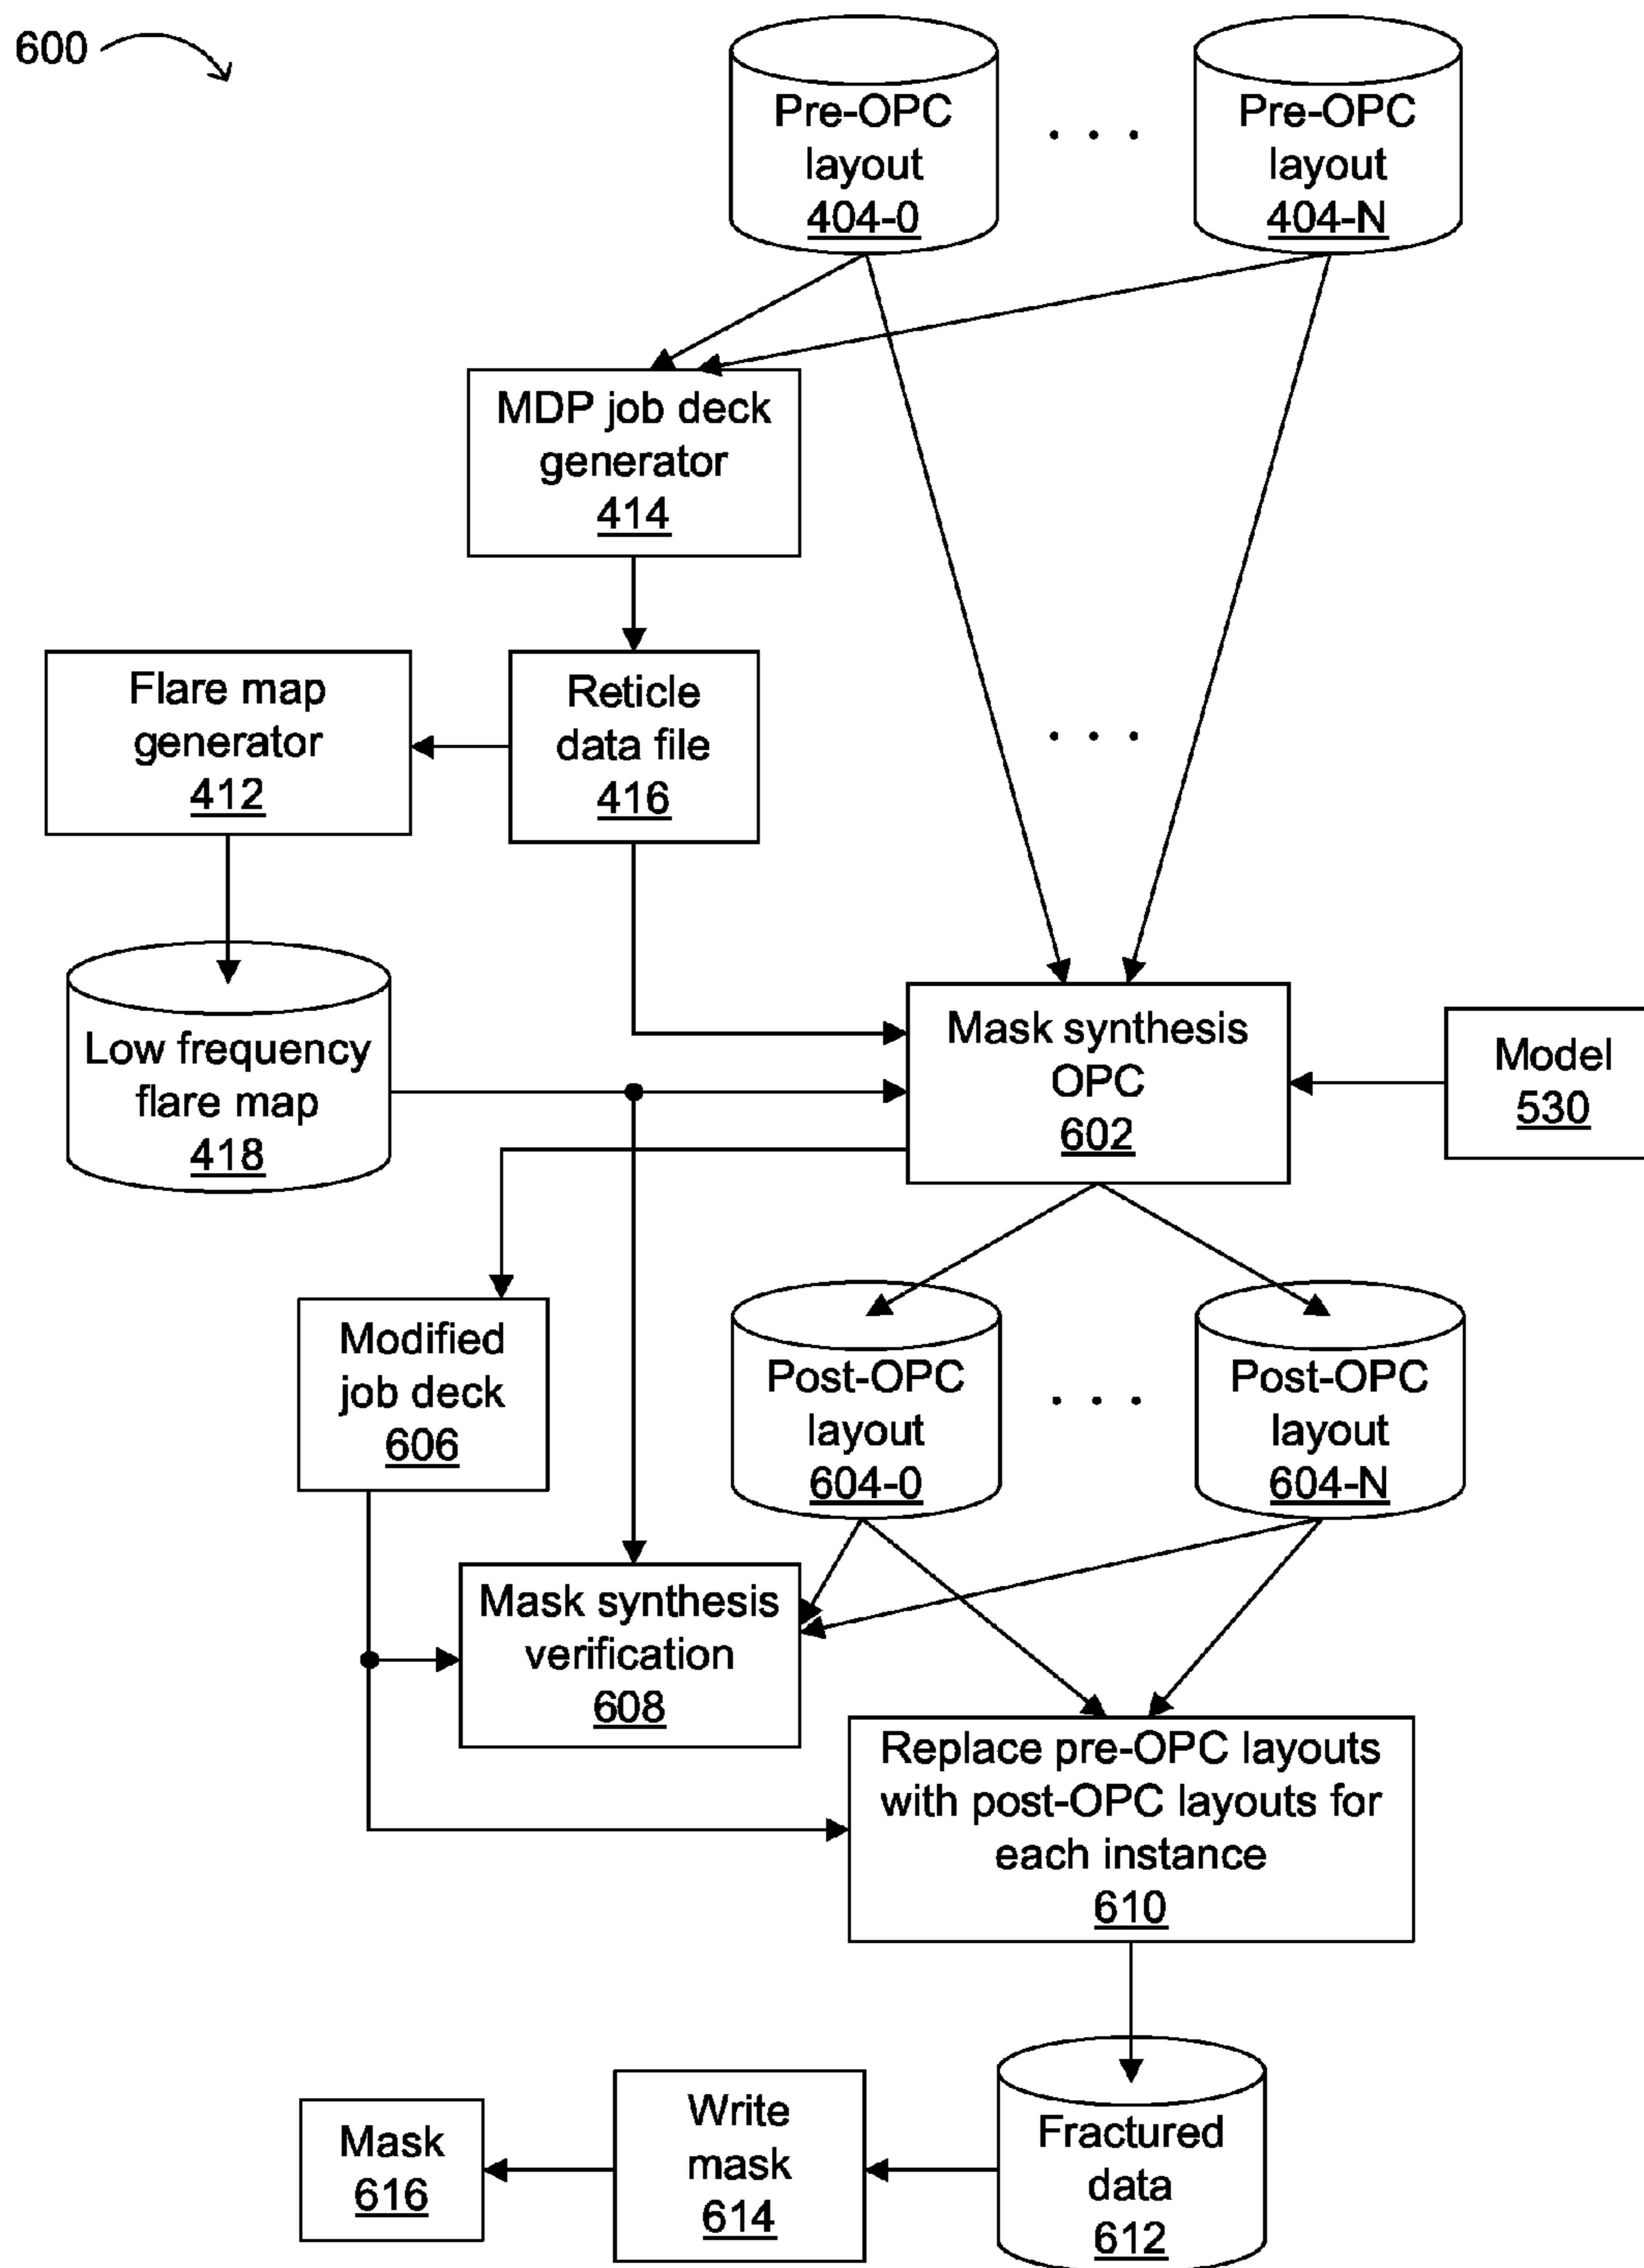 600
Pre-OPC
layout
404-0
. . .
Pre-OPC
layout
404-N
MDP job deck
generator
414
Flare map
generator
412
Reticle
data file
416
. . .
Low frequency
flare map
418
Mask synthesis
OPC
602
Model
530
Modified
job deck
606
Post-OPC
layout
604-0
. . .
Post-OPC
layout
604-N
Mask synthesis
verification
608
Replace pre-OPC layouts
with post-OPC layouts for
each instance
610
Mask
616
Write
mask
614
Fractured
data
612